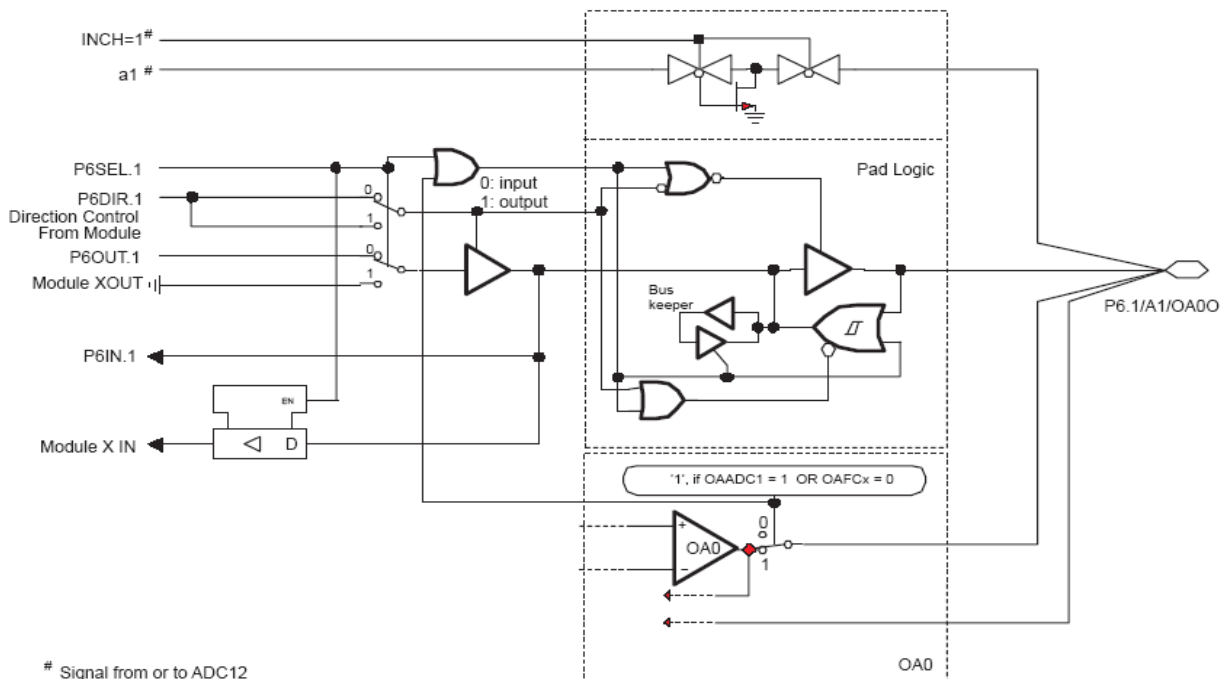 INCH=1#
a1 #
P6SEL.1
Pad Logic
P6DIR.1
0
0: input
1: output
Direction Control
From Module
1
P6OUT.1
0
Module XOUT
1
Bus
keeper
P6.1/A1/OA0O
P6IN.1
EN
Module X IN
D
'1', if OAADC1 = 1 OR OAFCx = 0
+
OA0
−
0
1
# Signal from or to ADC12
OA0